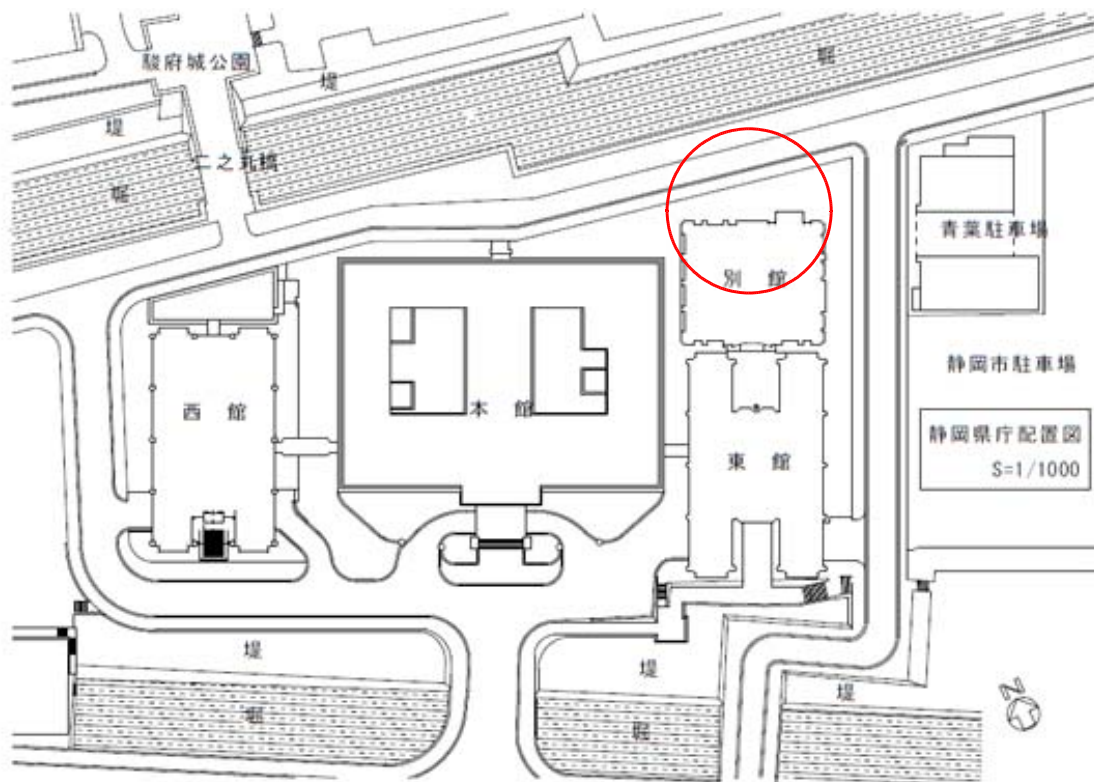 駿府城公園
堤
堀
堤
二之丸橋
堀
青葉駐車場
別 館
静岡市駐車場
西 館
本 館
静岡県庁配置図
東 館
S=1/1000
堤
堤
堤
堀
堀
N